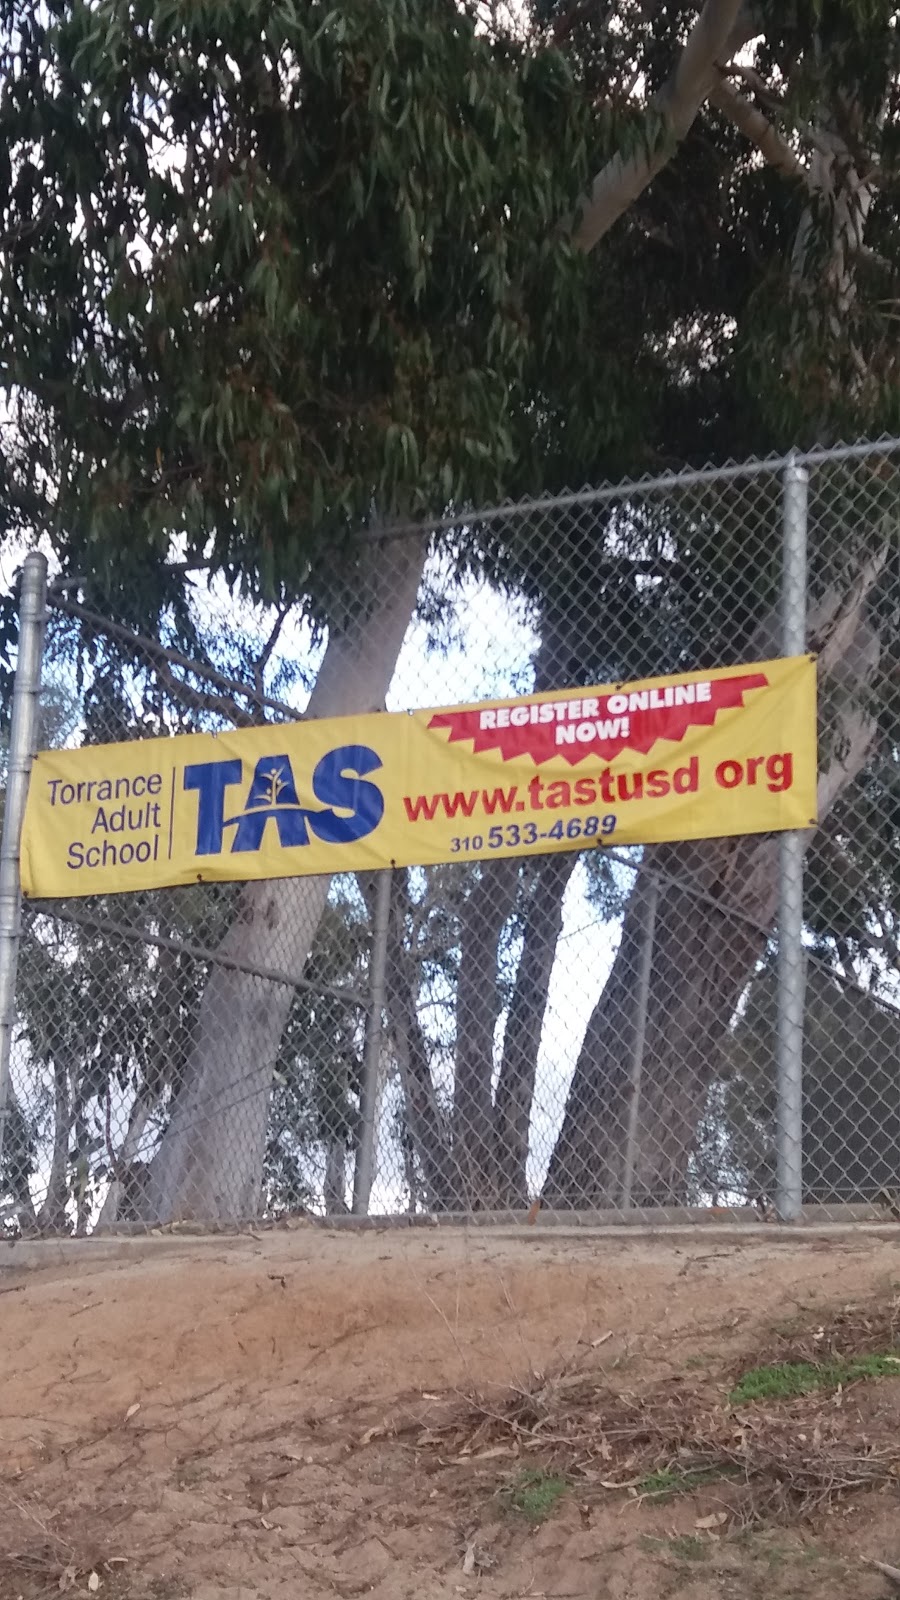 Torrance
Adult
School
TAS
REGISTER ONLINE
NOW!
www.tastusd org
310 533-4689